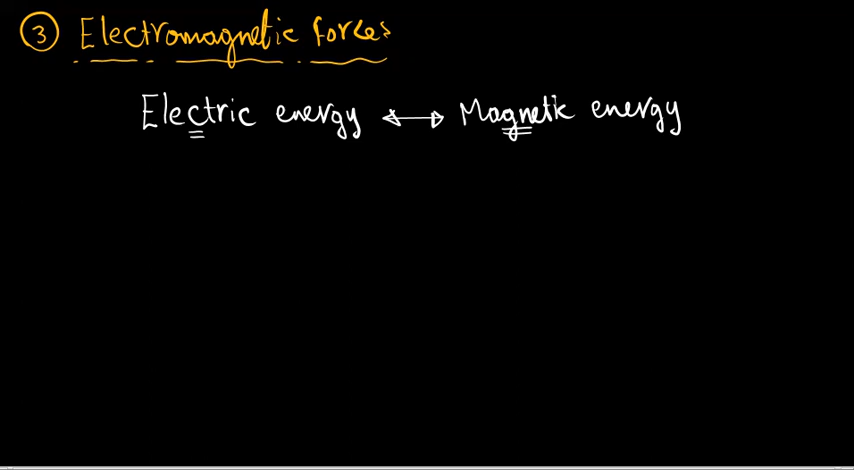 ③ Electromagnetic forces
Electric energy ↔ Magnetic energy